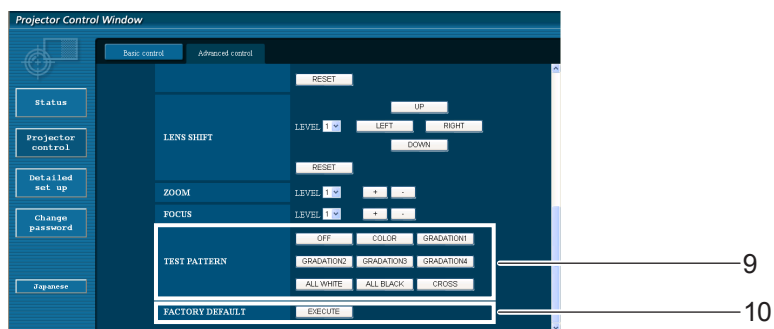 Projector Control Window
Basic control
Advanced control
RESET
Status
UP
LENS SHIFT
LEVEL 1
LEFT
RIGHT
Projector
control
DOWN
RESET
Detailed
set up
ZOOM
LEVEL 1
+
-
FOCUS
LEVEL 1
+
-
Change
password
OFF
COLOR
GRADATION1
TEST PATTERN
GRADATION2
GRADATION3
GRADATION4
9
ALL WHITE
ALL BLACK
CROSS
Japanese
FACTORY DEFAULT
EXECUTE
10